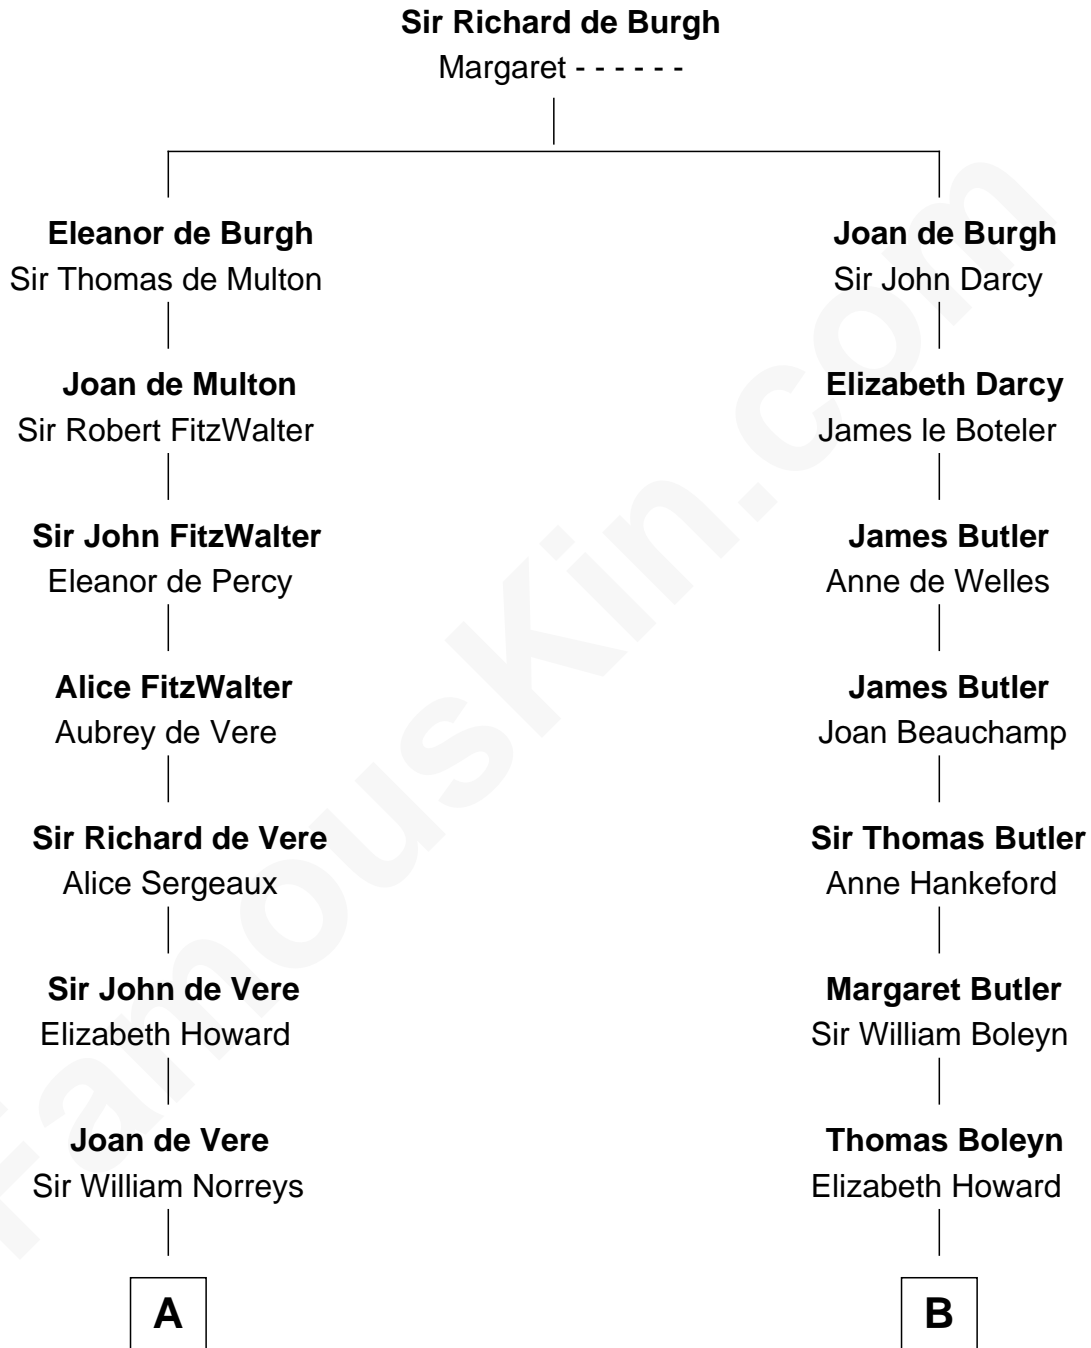 Sir Richard de Burgh
Margaret - - - - - -
Eleanor de Burgh
Sir Thomas de Multon
Joan de Burgh
Sir John Darcy
Joan de Multon
Sir Robert FitzWalter
Elizabeth Darcy
James le Boteler
Sir John FitzWalter
Eleanor de Percy
James Butler
Anne de Welles
Alice FitzWalter
Aubrey de Vere
James Butler
Joan Beauchamp
Sir Richard de Vere
Alice Sergeaux
Sir Thomas Butler
Anne Hankeford
Sir John de Vere
Elizabeth Howard
Margaret Butler
Sir William Boleyn
Joan de Vere
Sir William Norreys
Thomas Boleyn
Elizabeth Howard
A
B
FamousKin.com